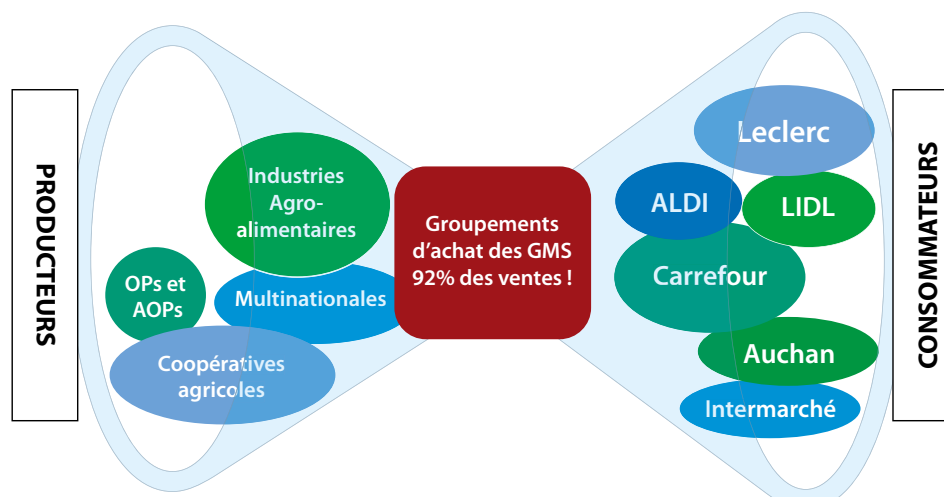 PRODUCTEURS
Industries
Agro-
alimentaires
OPs et
AOPs
Multinationales
Coopératives
agricoles
Groupements
d'achat des GMS
92% des ventes !
Leclerc
ALDI
LIDL
Carrefour
Auchan
Intermarché
CONSOMMATEURS